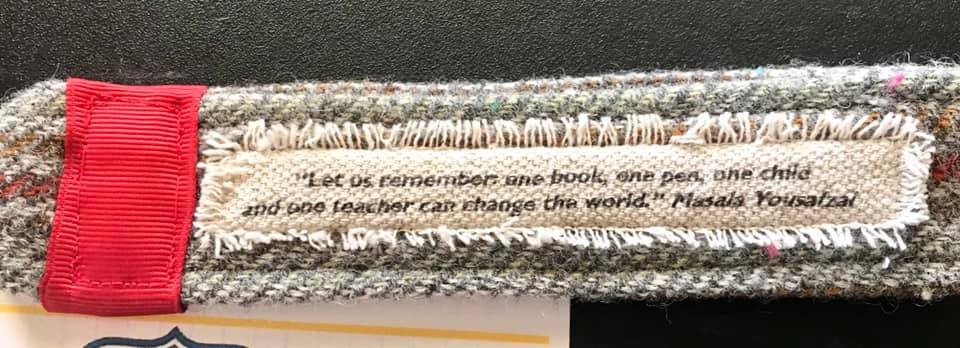 "Let us remember: one book, one pen, one child
and one teacher can change the world." Masala Yousafzai